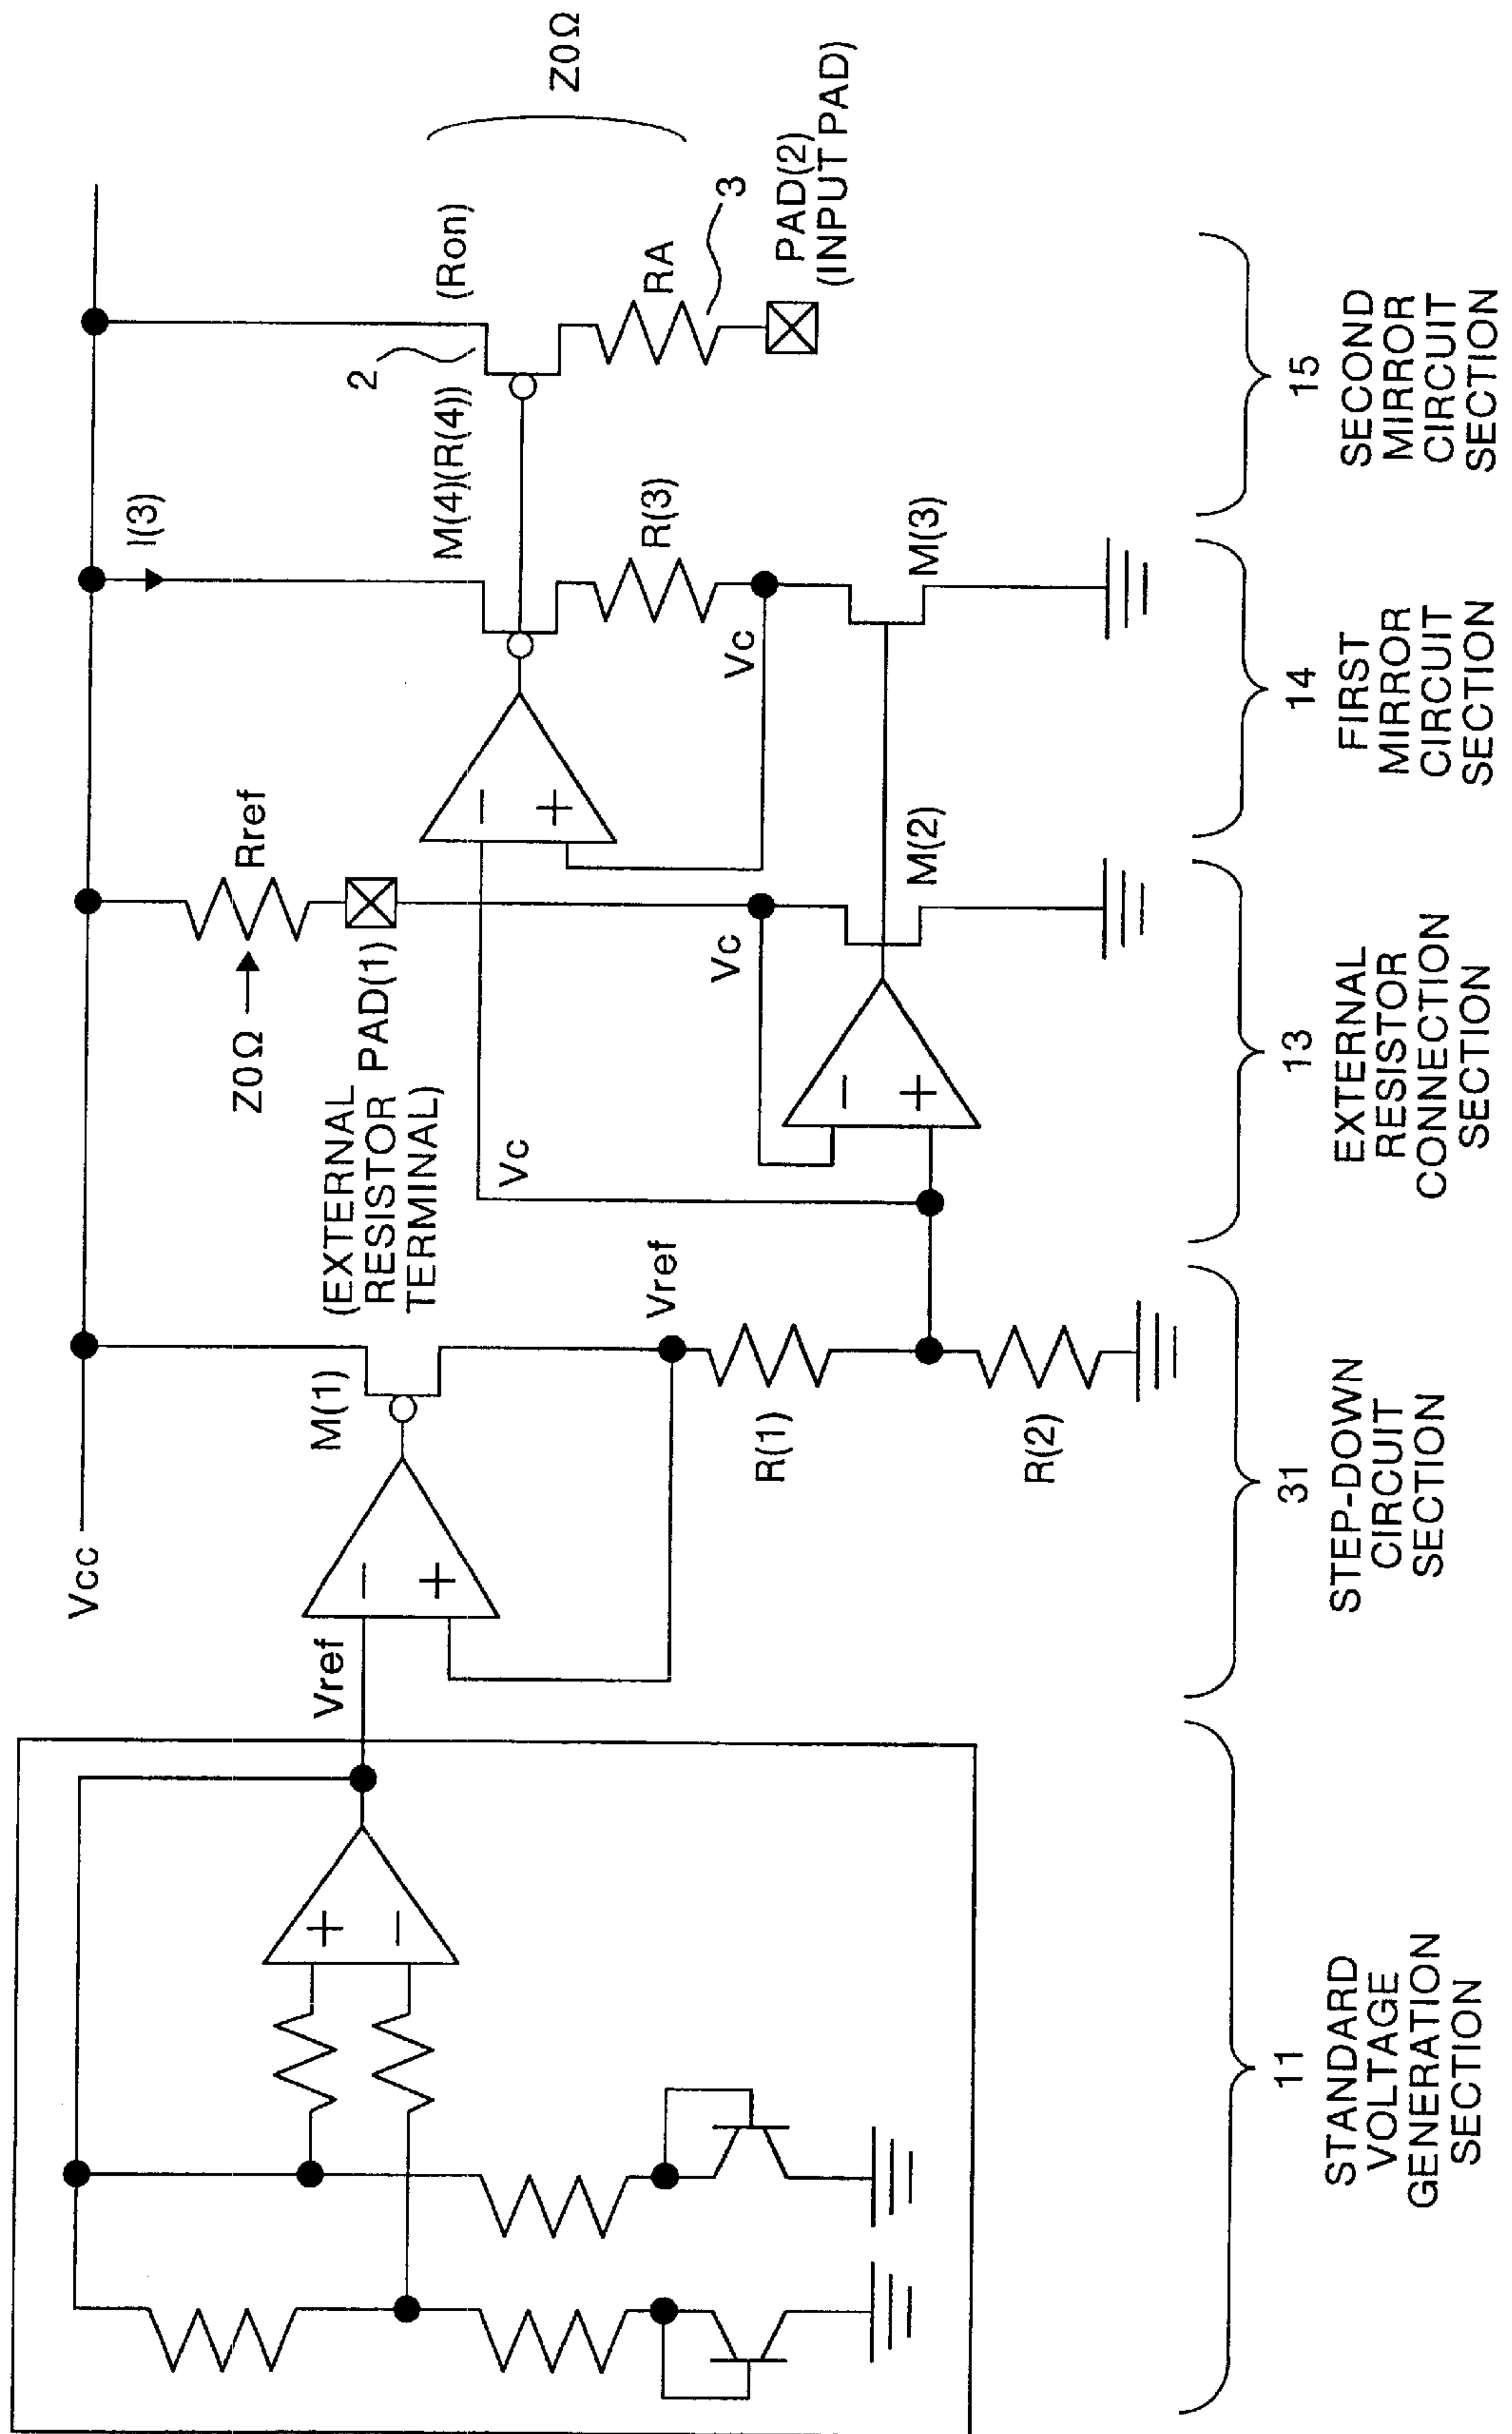 Vcc
Vref
M(1)
Vref
R(1)
R(2)
(EXTERNAL
RESISTOR PAD(1)
TERMINAL)
Z0Ω
Rref
Vc
Vc
M(2)
−
+
−
+
−
+
+
−
I(3)
M(4)(R(4))
R(3)
Vc
M(3)
2
(Ron)
RA
3
PAD(2)
(INPUT PAD)
Z0Ω
11
STANDARD
VOLTAGE
GENERATION
SECTION
31
STEP-DOWN
CIRCUIT
SECTION
13
EXTERNAL
RESISTOR
CONNECTION
SECTION
14
FIRST
MIRROR
CIRCUIT
SECTION
15
SECOND
MIRROR
CIRCUIT
SECTION